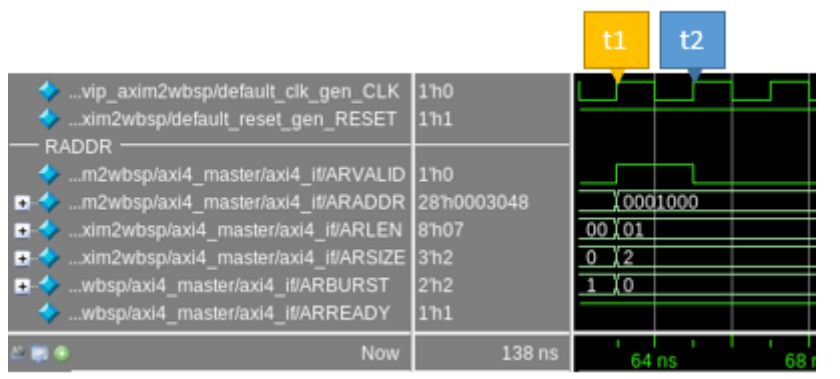 t1 t2
...vip_axim2wbsp/default_clk_gen_CLK 1'h0
...xim2wbsp/default_reset_gen_RESET 1'h1
RADDR
...m2wbsp/axi4_master/axi4_if/ARVALID 1'h0
...m2wbsp/axi4_master/axi4_if/ARADDR 28'h0003048 0001000
...xim2wbsp/axi4_master/axi4_if/ARLEN 8'h07 00 01
...xim2wbsp/axi4_master/axi4_if/ARSIZE 3'h2 0 2
...wbsp/axi4_master/axi4_if/ARBURST 2'h2 1 0
...wbsp/axi4_master/axi4_if/ARREADY 1'h1
Now 138 ns 64 ns 68